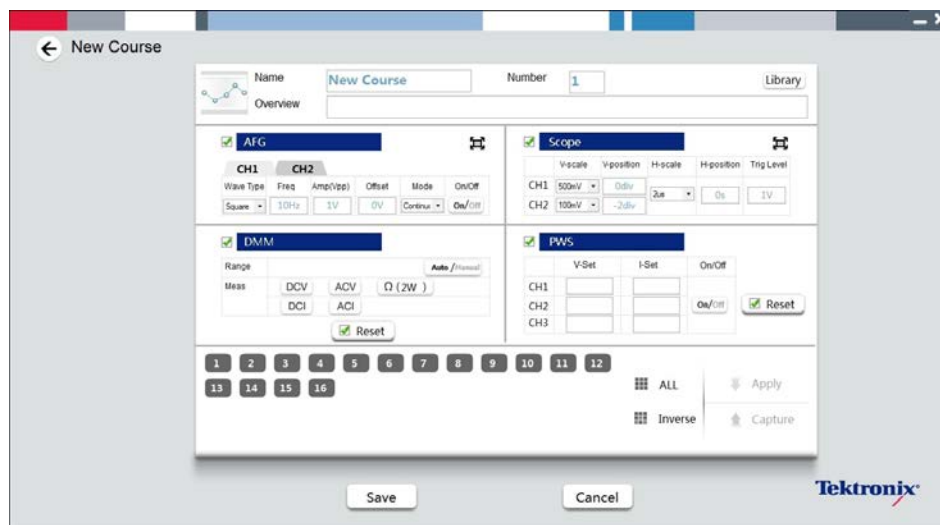 New Course
Name New Course Number 1 Library
Overview
AFG
CH1 CH2
Wave Type Freq Amp(Vpp) Offset Mode On/Off
Square 10Hz 1V 0V Continu On/Off
Scope
V-scale V-position H-scale H-position Trig Level
CH1 500mV 0div 2us 0s 1V
CH2 100mV -2div
DMM
Range Auto/Manual
Meas DCV ACV Ω (2W)
DCI ACI
Reset
PWS
V-Set I-Set On/Off
CH1
CH2 On/Off Reset
CH3
1 2 3 4 5 6 7 8 9 10 11 12
13 14 15 16
ALL Apply
Inverse Capture
Save Cancel
Tektronix